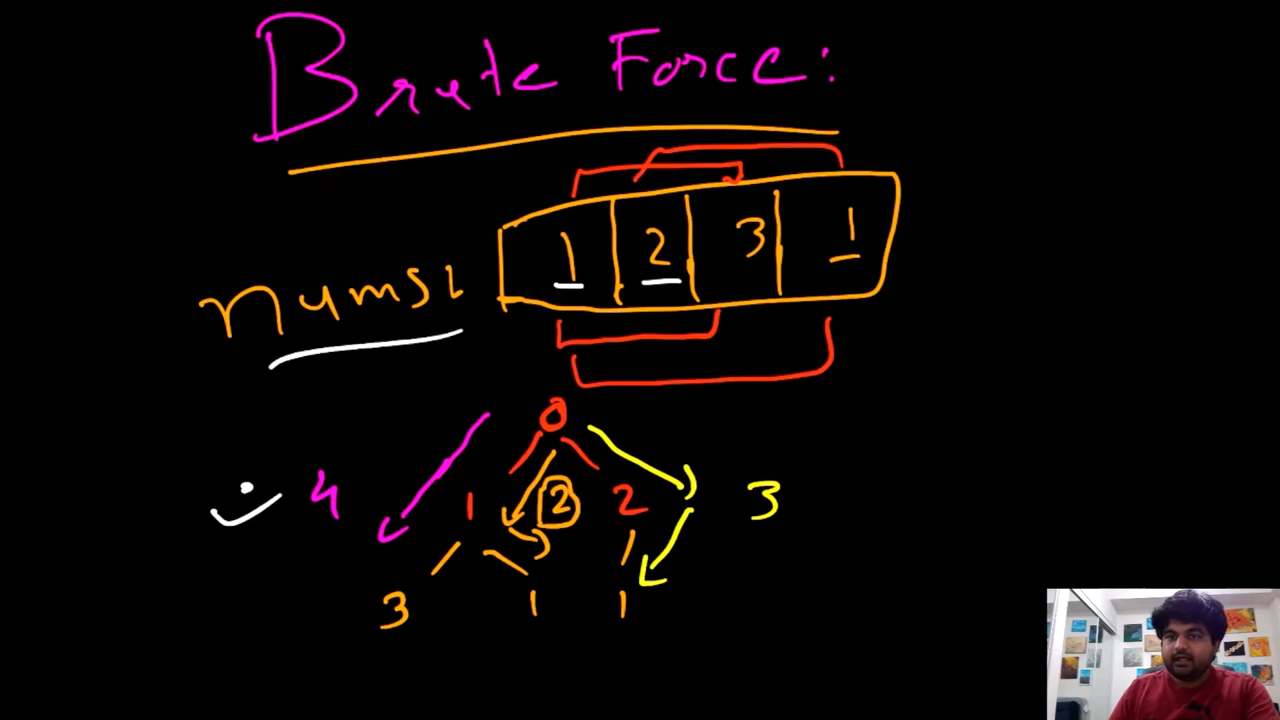 Brute Force:
nums: 1 2 3 1
0
4 1 2 2 3
3 1 1